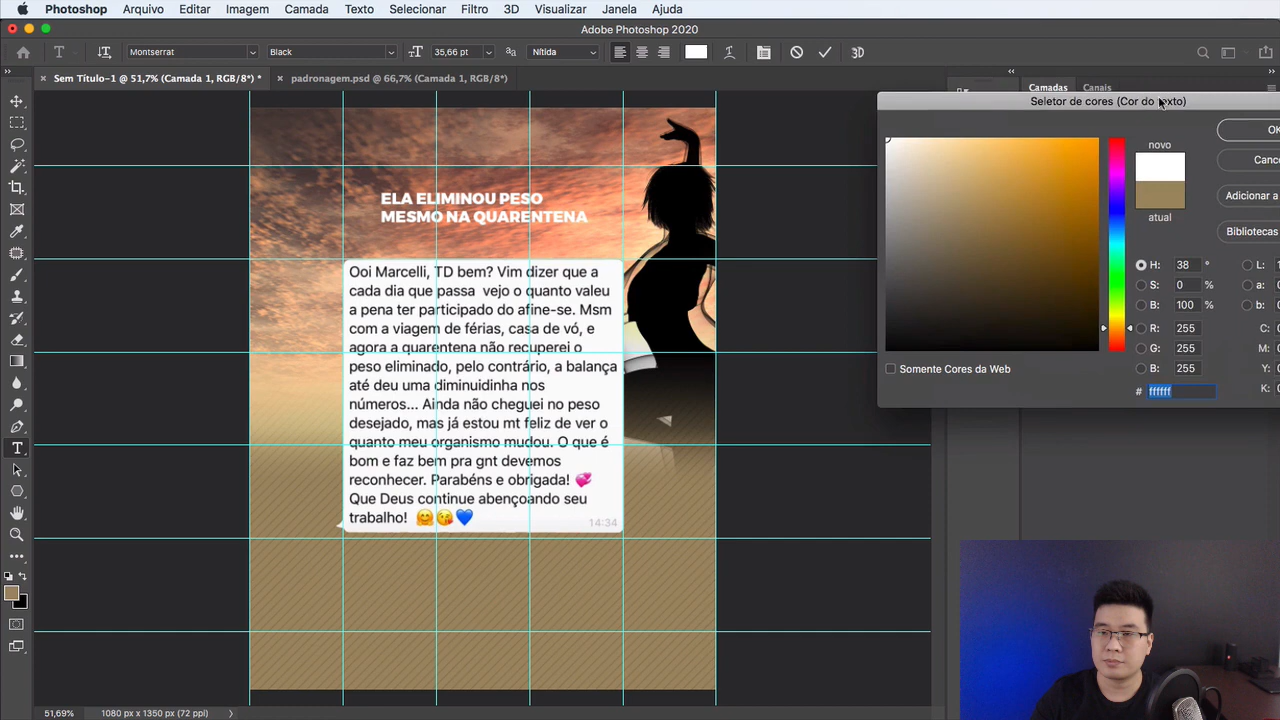 Photoshop Arquivo Editar Imagem Camada Texto Selecionar Filtro 3D Visualizar Janela Ajuda
Adobe Photoshop 2020
T Montserrat Black 35,66 pt aa Nítida 3D
Sem Título-1 @ 51,7% (Camada 1, RGB/8*) * padronagem.psd @ 66,7% (Camada 1, RGB/8*)
Camadas Canais
Seletor de cores (Cor do texto)
novo
atual
OK
Cance
Adicionar a
Bibliotecas
H: 38 ° L:
S: 0 % a:
B: 100 % b:
R: 255 C:
G: 255 M:
B: 255 Y:
# ffffff K:
Somente Cores da Web
ELA ELIMINOU PESO
MESMO NA QUARENTENA
Ooi Marcelli, TD bem? Vim dizer que a
cada dia que passa vejo o quanto valeu
a pena ter participado do afine-se. Msm
com a viagem de férias, casa de vó, e
agora a quarentena não recuperei o
peso eliminado, pelo contrário, a balança
até deu uma diminuidinha nos
números... Ainda não cheguei no peso
desejado, mas já estou mt feliz de ver o
quanto meu organismo mudou. O que é
bom e faz bem pra gnt devemos
reconhecer. Parabéns e obrigada! 💞
Que Deus continue abençoando seu
trabalho! 🤗😘💙
14:34
51,69% 1080 px x 1350 px (72 ppi)